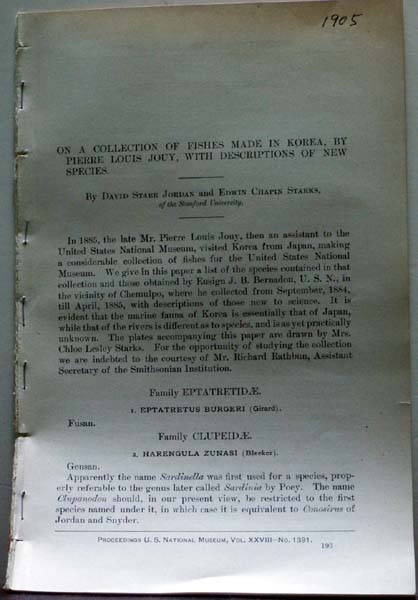 1905
ON A COLLECTION OF FISHES MADE IN KOREA, BY
PIERRE LOUIS JOUY, WITH DESCRIPTIONS OF NEW
SPECIES.
By David Starr Jordan and Edwin Chapin Starks,
of the Stanford University.
In 1885, the late Mr. Pierre Louis Jouy, then an assistant to the
United States National Museum, visited Korea from Japan, making
a considerable collection of fishes for the United States National
Museum. We give in this paper a list of the species contained in that
collection and those obtained by Ensign J. B. Bernadou, U. S. N., in
the vicinity of Chemulpo, where he collected from September, 1884,
till April, 1885, with descriptions of those new to science. It is
evident that the marine fauna of Korea is essentially that of Japan,
while that of the rivers is different as to species, and is as yet practically
unknown. The plates accompanying this paper are drawn by Mrs.
Chloe Lesley Starks. For the opportunity of studying the collection
we are indebted to the courtesy of Mr. Richard Rathbun, Assistant
Secretary of the Smithsonian Institution.
Family EPTATRETIDÆ.
1. EPTATRETUS BURGERI (Girard).
Fusan.
Family CLUPEIDÆ.
2. HARENGULA ZUNASI (Bleeker).
Gensan.
Apparently the name Sardinella was first used for a species, prop-
erly referable to the genus later called Sardinia by Poey. The name
Clupanodon should, in our present view, be restricted to the first
species named under it, in which case it is equivalent to Conosirus of
Jordan and Snyder.
Proceedings U. S. National Museum, Vol. XXVIII—No. 1391.
193